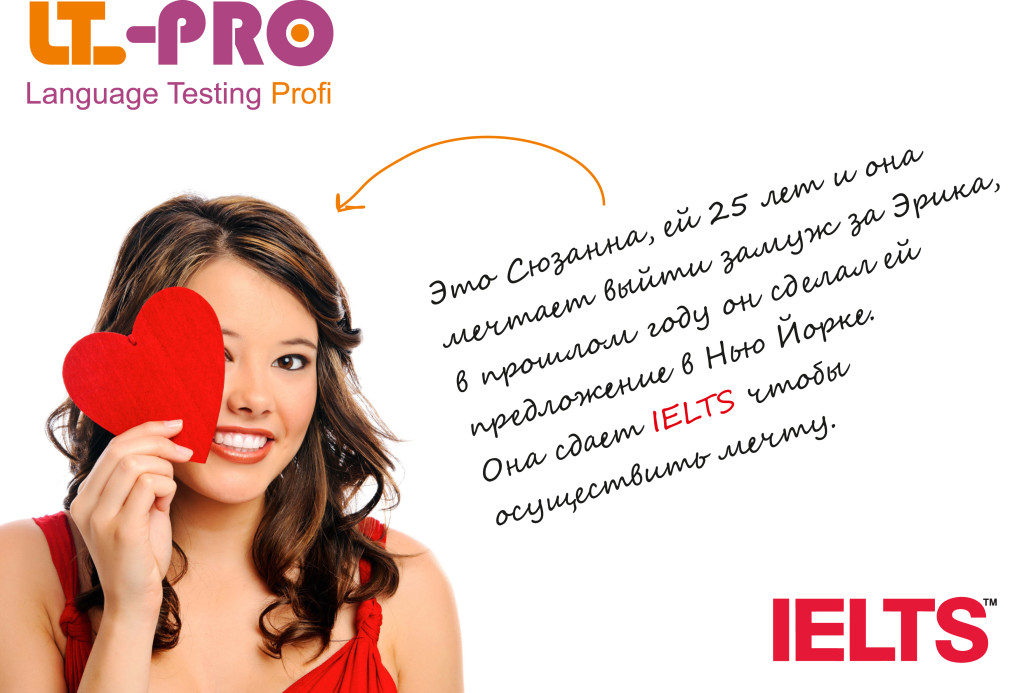 LT.-PRO
Language Testing Profi
Это Сюзанна, ей 25 лет и она
мечтает выйти замуж за Эрика,
в прошлом году он сделал ей
предложение в Нью Йорке.
Она сдает IELTS чтобы
осуществить мечту.
IELTS™